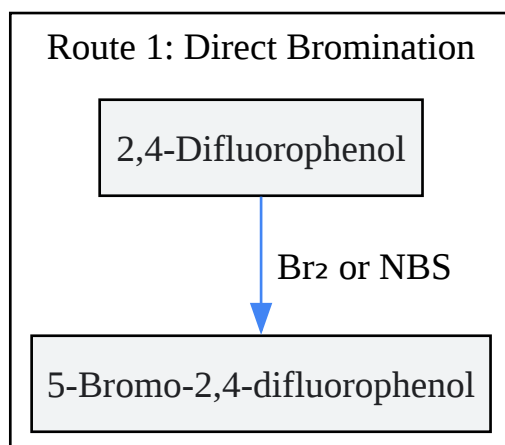 Route 1: Direct Bromination
2,4-Difluorophenol
Br₂ or NBS
5-Bromo-2,4-difluorophenol